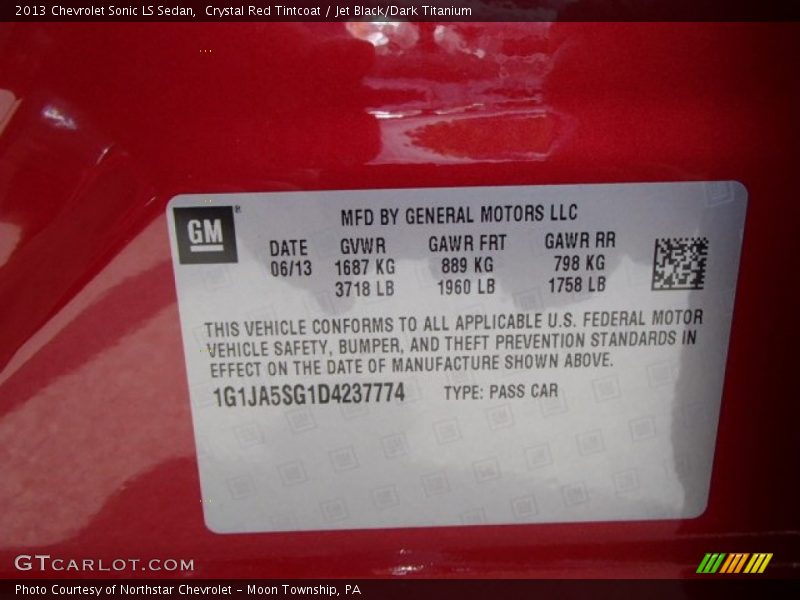 2013 Chevrolet Sonic LS Sedan,  Crystal Red Tintcoat / Jet Black/Dark Titanium
GM®
MFD BY GENERAL MOTORS LLC
DATE GVWR GAWR FRT GAWR RR
06/13 1687 KG 889 KG 798 KG
3718 LB 1960 LB 1758 LB
THIS VEHICLE CONFORMS TO ALL APPLICABLE U.S. FEDERAL MOTOR
VEHICLE SAFETY, BUMPER, AND THEFT PREVENTION STANDARDS IN
EFFECT ON THE DATE OF MANUFACTURE SHOWN ABOVE.
1G1JA5SG1D4237774 TYPE: PASS CAR
GTCARLOT.COM
Photo Courtesy of Northstar Chevrolet - Moon Township, PA